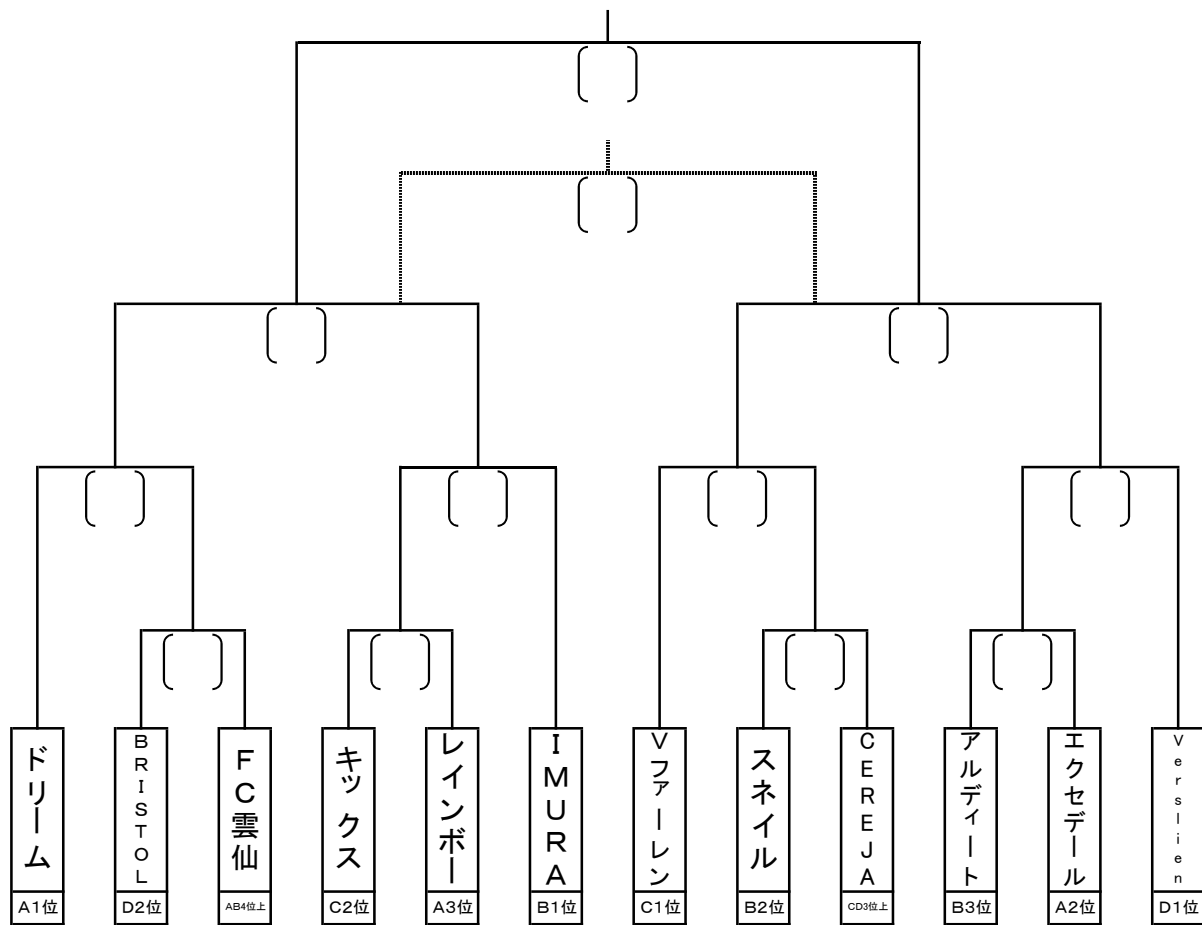 ドリーム
BRISTOL
FC雲仙
キックス
レインボー
IMURA
Vファーレン
スネイル
CEREJA
アルディート
エクセデール
Verslien
A1位
D2位
AB4位上
C2位
A3位
B1位
C1位
B2位
CD3位上
B3位
A2位
D1位